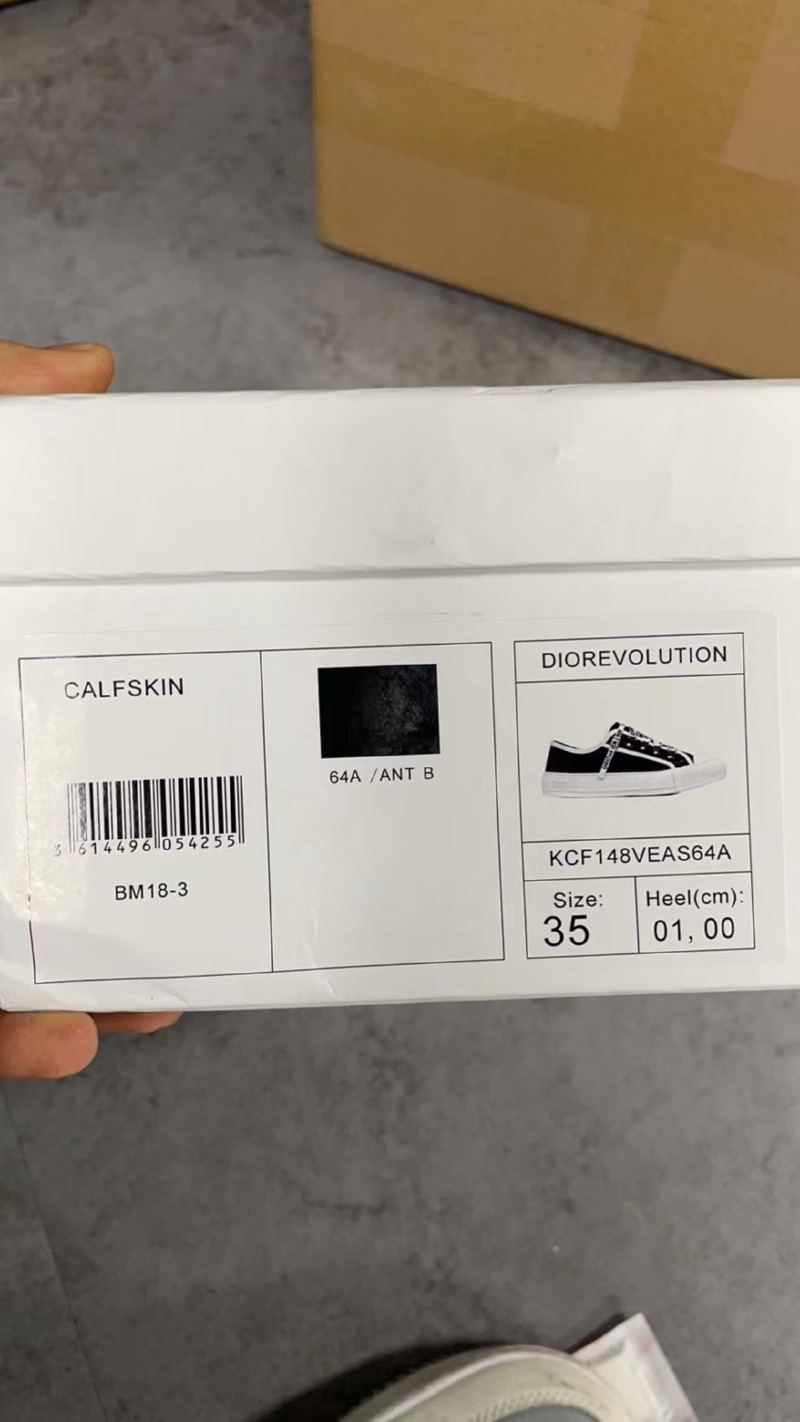 CALFSKIN
3 614496 054255
BM18-3
64A /ANT B
DIOREVOLUTION
KCF148VEAS64A
Size:
35
Heel(cm):
01, 00